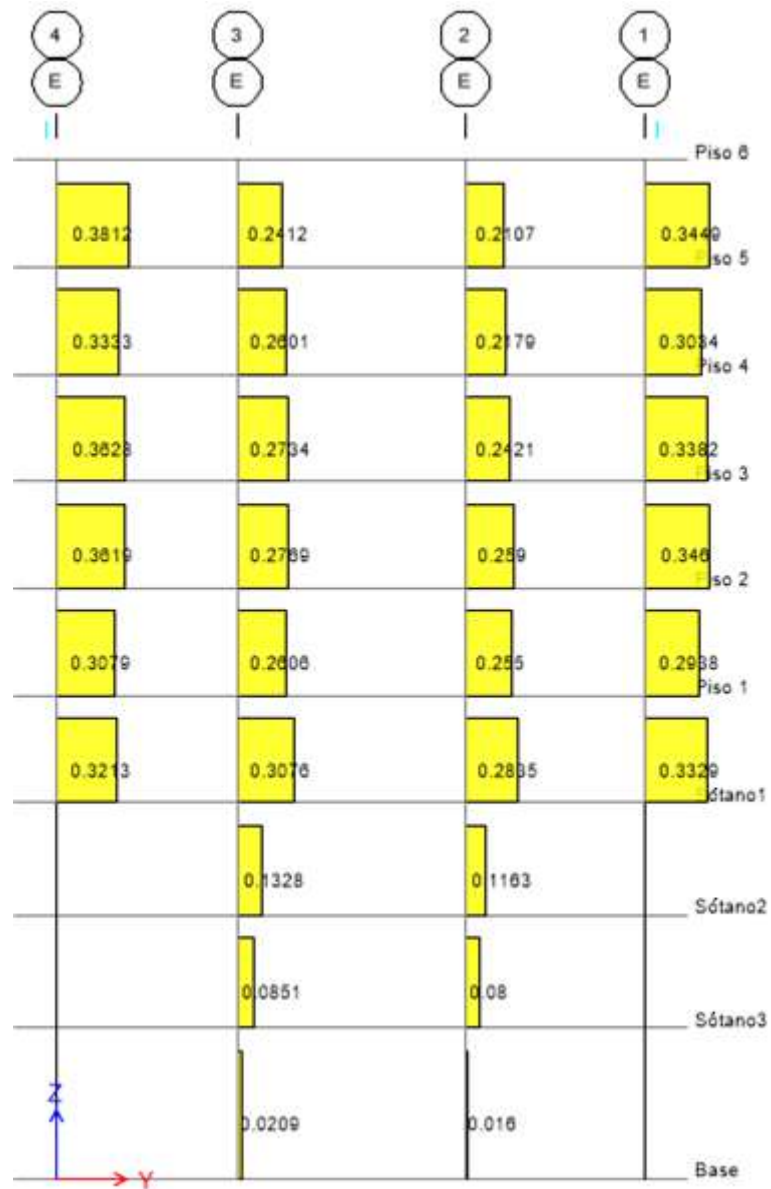 4 3 2 1
E E E E
Piso 6
0.3812 0.2412 0.2107 0.3449
Piso 5
0.3333 0.2601 0.2179 0.3034
Piso 4
0.3628 0.2734 0.2421 0.3382
Piso 3
0.3619 0.2769 0.259 0.346
Piso 2
0.3079 0.2606 0.255 0.2938
Piso 1
0.3213 0.3076 0.2835 0.3329
Sótano1
0.1328 0.1163
Sótano2
0.0851 0.08
Sótano3
Z
0.0209 0.016
Y
Base